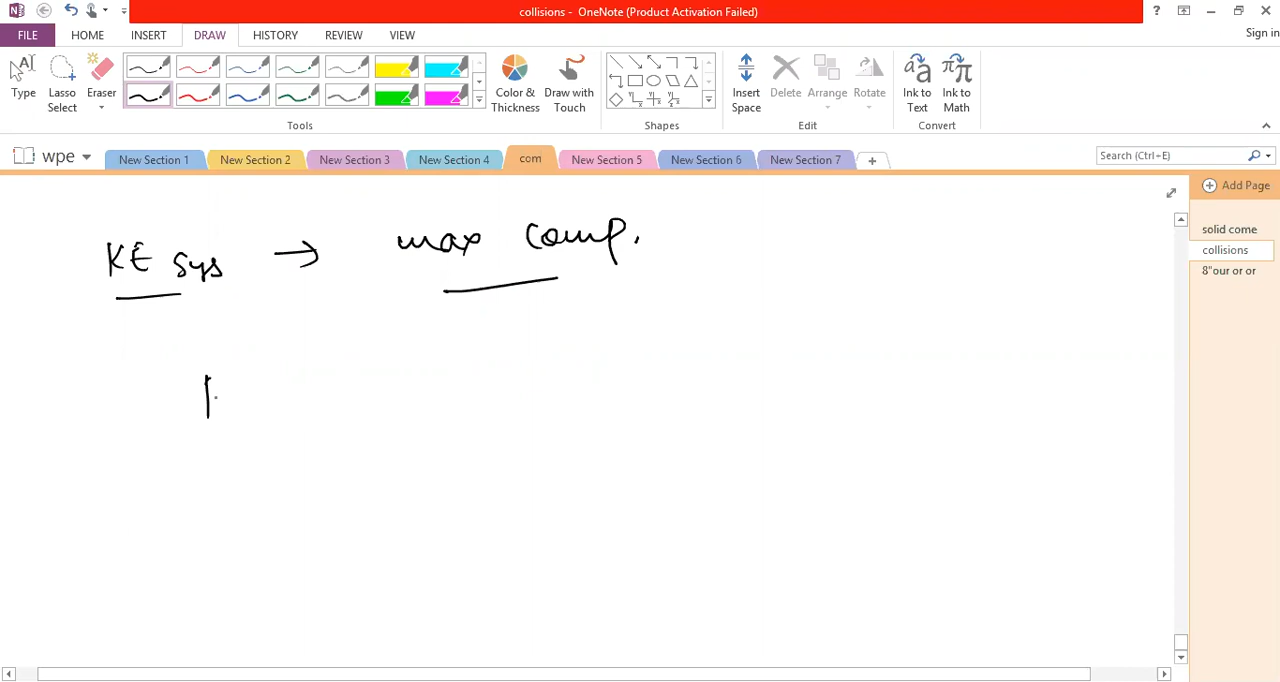 collisions - OneNote (Product Activation Failed)
? 
Sign in
FILE HOME INSERT DRAW HISTORY REVIEW VIEW
Type Lasso Select Eraser Color & Thickness Draw with Touch Insert Space Delete Arrange Rotate Ink to Text Ink to Math
Tools Shapes Edit Convert
wpe New Section 1 New Section 2 New Section 3 New Section 4 com New Section 5 New Section 6 New Section 7 Search (Ctrl+E)
Add Page
solid come
collisions
8"our or or
KE sys → max comp.